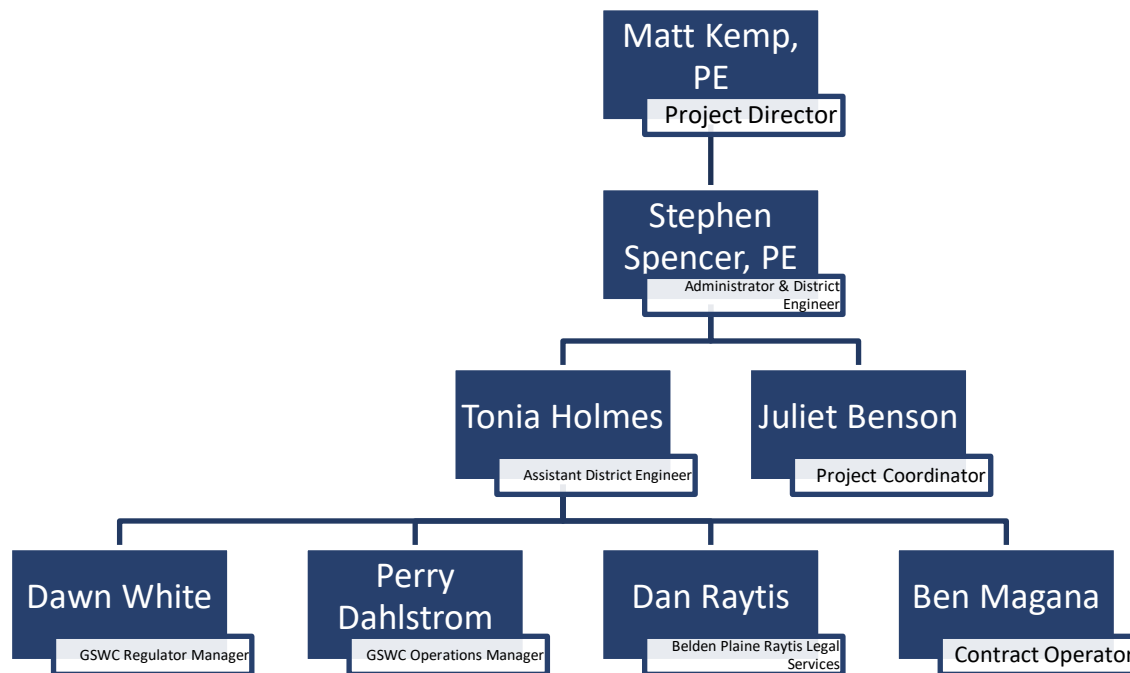 Matt Kemp,
PE
Project Director
Stephen
Spencer, PE
Administrator & District
Engineer
Tonia Holmes
Assistant District Engineer
Juliet Benson
Project Coordinator
Dawn White
GSWC Regulator Manager
Perry
Dahlstrom
GSWC Operations Manager
Dan Raytis
Belden Plaine Raytis Legal
Services
Ben Magana
Contract Operator